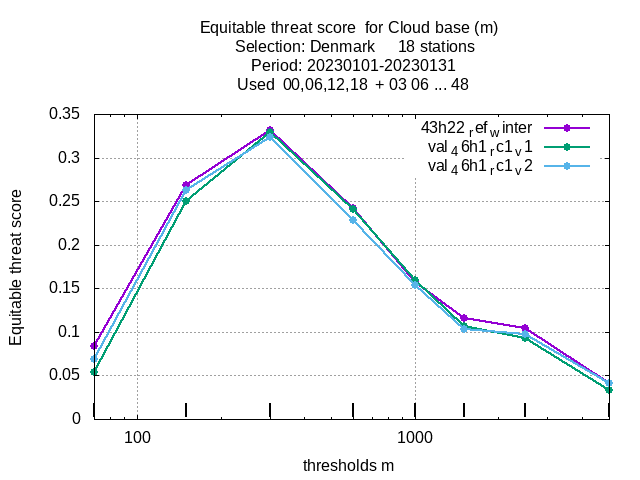 Equitable threat score  for Cloud base (m)
Selection: Denmark     18 stations
Period: 20230101-20230131
Used  00,06,12,18  + 03 06 ... 48
0.35
0.3
0.25
0.2
0.15
0.1
0.05
0
Equitable threat score
43h22_ref_winter
val_46h1_rc1_v1
val_46h1_rc1_v2
100
1000
thresholds m